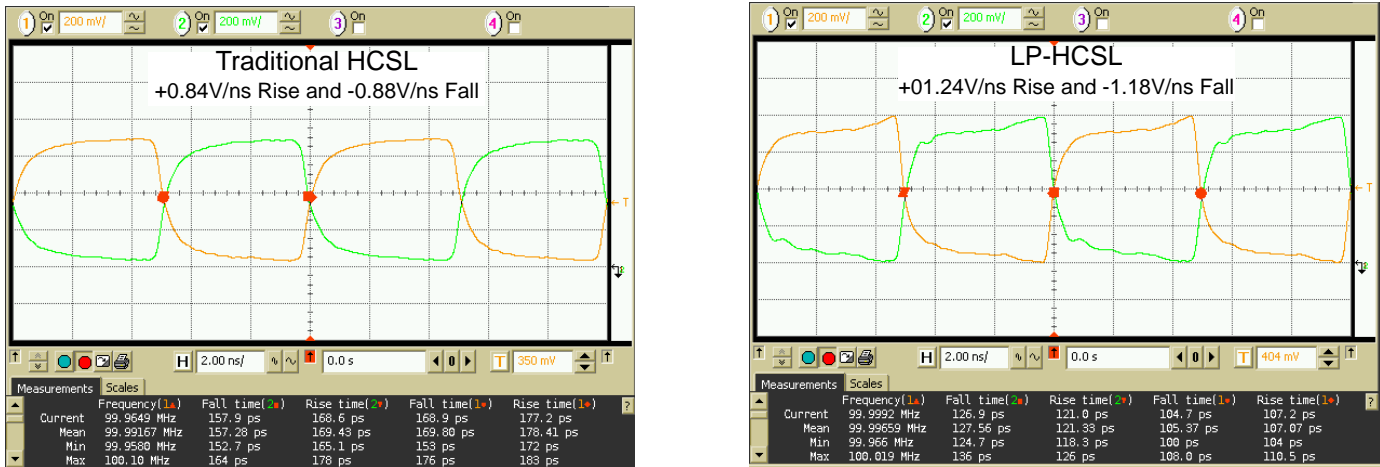 1 On 200 mV/ 2 On 200 mV/ 3 On 4 On
Traditional HCSL
+0.84V/ns Rise and -0.88V/ns Fall
T
H 2.00 ns/ 0.0 s 0 T 350 mV
Measurements Scales
Frequency(1) Fall time(2) Rise time(2) Fall time(1) Rise time(1) ?
Current 99.9649 MHz 157.9 ps 168.6 ps 168.9 ps 177.2 ps
Mean 99.99167 MHz 157.28 ps 169.43 ps 169.80 ps 178.41 ps
Min 99.9580 MHz 152.7 ps 165.1 ps 153 ps 172 ps
Max 100.10 MHz 164 ps 178 ps 176 ps 183 ps
1 On 200 mV/ 2 On 200 mV/ 3 On 4 On
LP-HCSL
+01.24V/ns Rise and -1.18V/ns Fall
T
H 2.00 ns/ 0.0 s 0 T 404 mV
Measurements Scales
Frequency(1) Fall time(2) Rise time(2) Fall time(1) Rise time(1) ?
Current 99.9992 MHz 126.9 ps 121.0 ps 104.7 ps 107.2 ps
Mean 99.99659 MHz 127.56 ps 121.33 ps 105.37 ps 107.07 ps
Min 99.966 MHz 124.7 ps 118.3 ps 100 ps 104 ps
Max 100.019 MHz 136 ps 126 ps 108.0 ps 110.5 ps